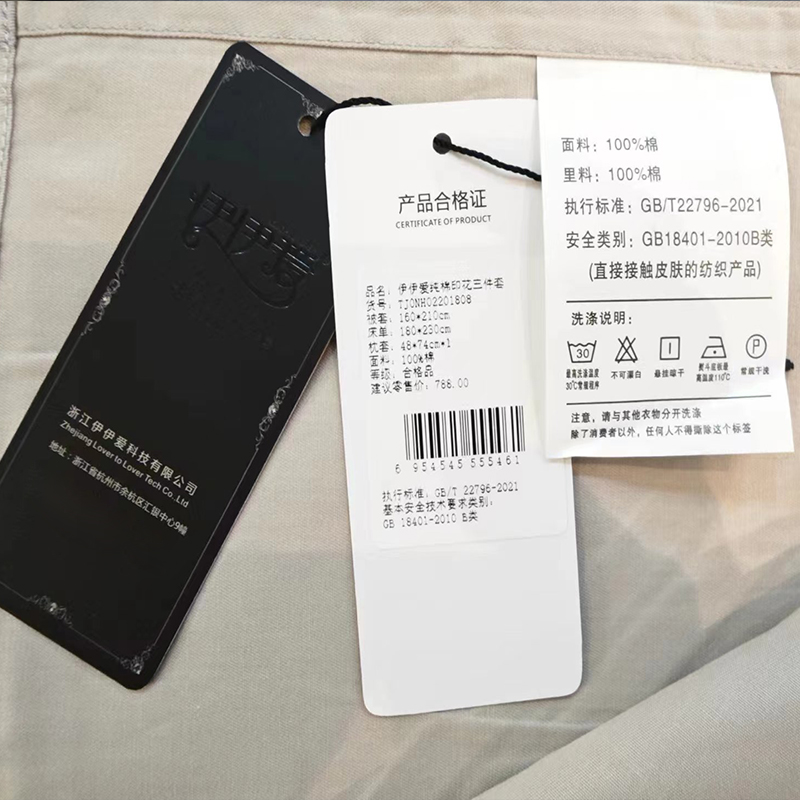 伊伊爱
浙江伊伊爱科技有限公司
Zhejiang Lover to Lover Tech Co.,Ltd
地址:浙江省杭州市余杭区汇银中心9幢
产品合格证
CERTIFICATE OF PRODUCT
品名:伊伊爱纯棉印花三件套
货号:TJ0NH02201808
被套:160*210cm
床单:180*230cm
枕套:48*74cm*1
面料:100%棉
等级:合格品
建议零售价:788.00
6 954545 555461
执行标准:GB/T 22796-2021
基本安全技术要求类别:
GB 18401-2010 B类
面料:100%棉
里料:100%棉
执行标准:GB/T22796-2021
安全类别:GB18401-2010B类
(直接接触皮肤的纺织产品)
洗涤说明:
30
P
最高洗涤温度
30℃常规程序
不可漂白
悬挂晾干
熨斗底板最
高温度110℃
常规干洗
注意,请与其他衣物分开洗涤
除了消费者以外,任何人不得撕除这个标签